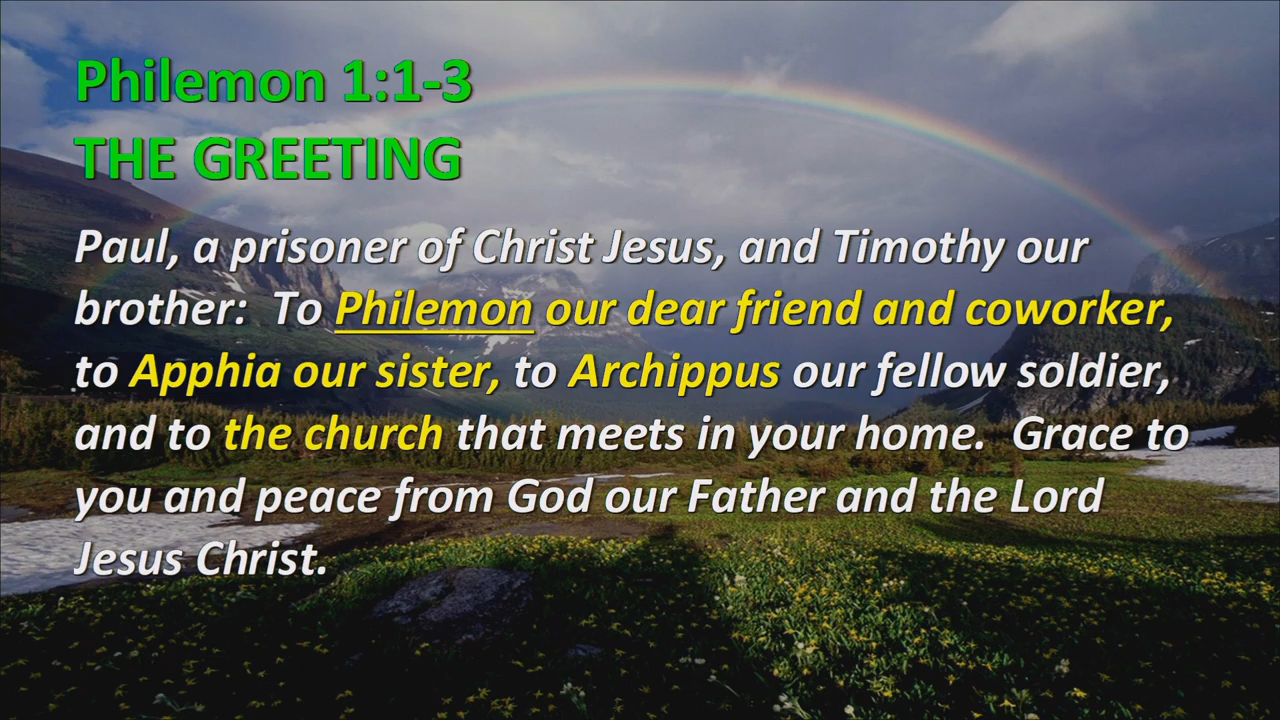 Philemon 1:1-3
THE GREETING
Paul, a prisoner of Christ Jesus, and Timothy our
brother:  To Philemon our dear friend and coworker,
to Apphia our sister, to Archippus our fellow soldier,
and to the church that meets in your home.  Grace to
you and peace from God our Father and the Lord
Jesus Christ.